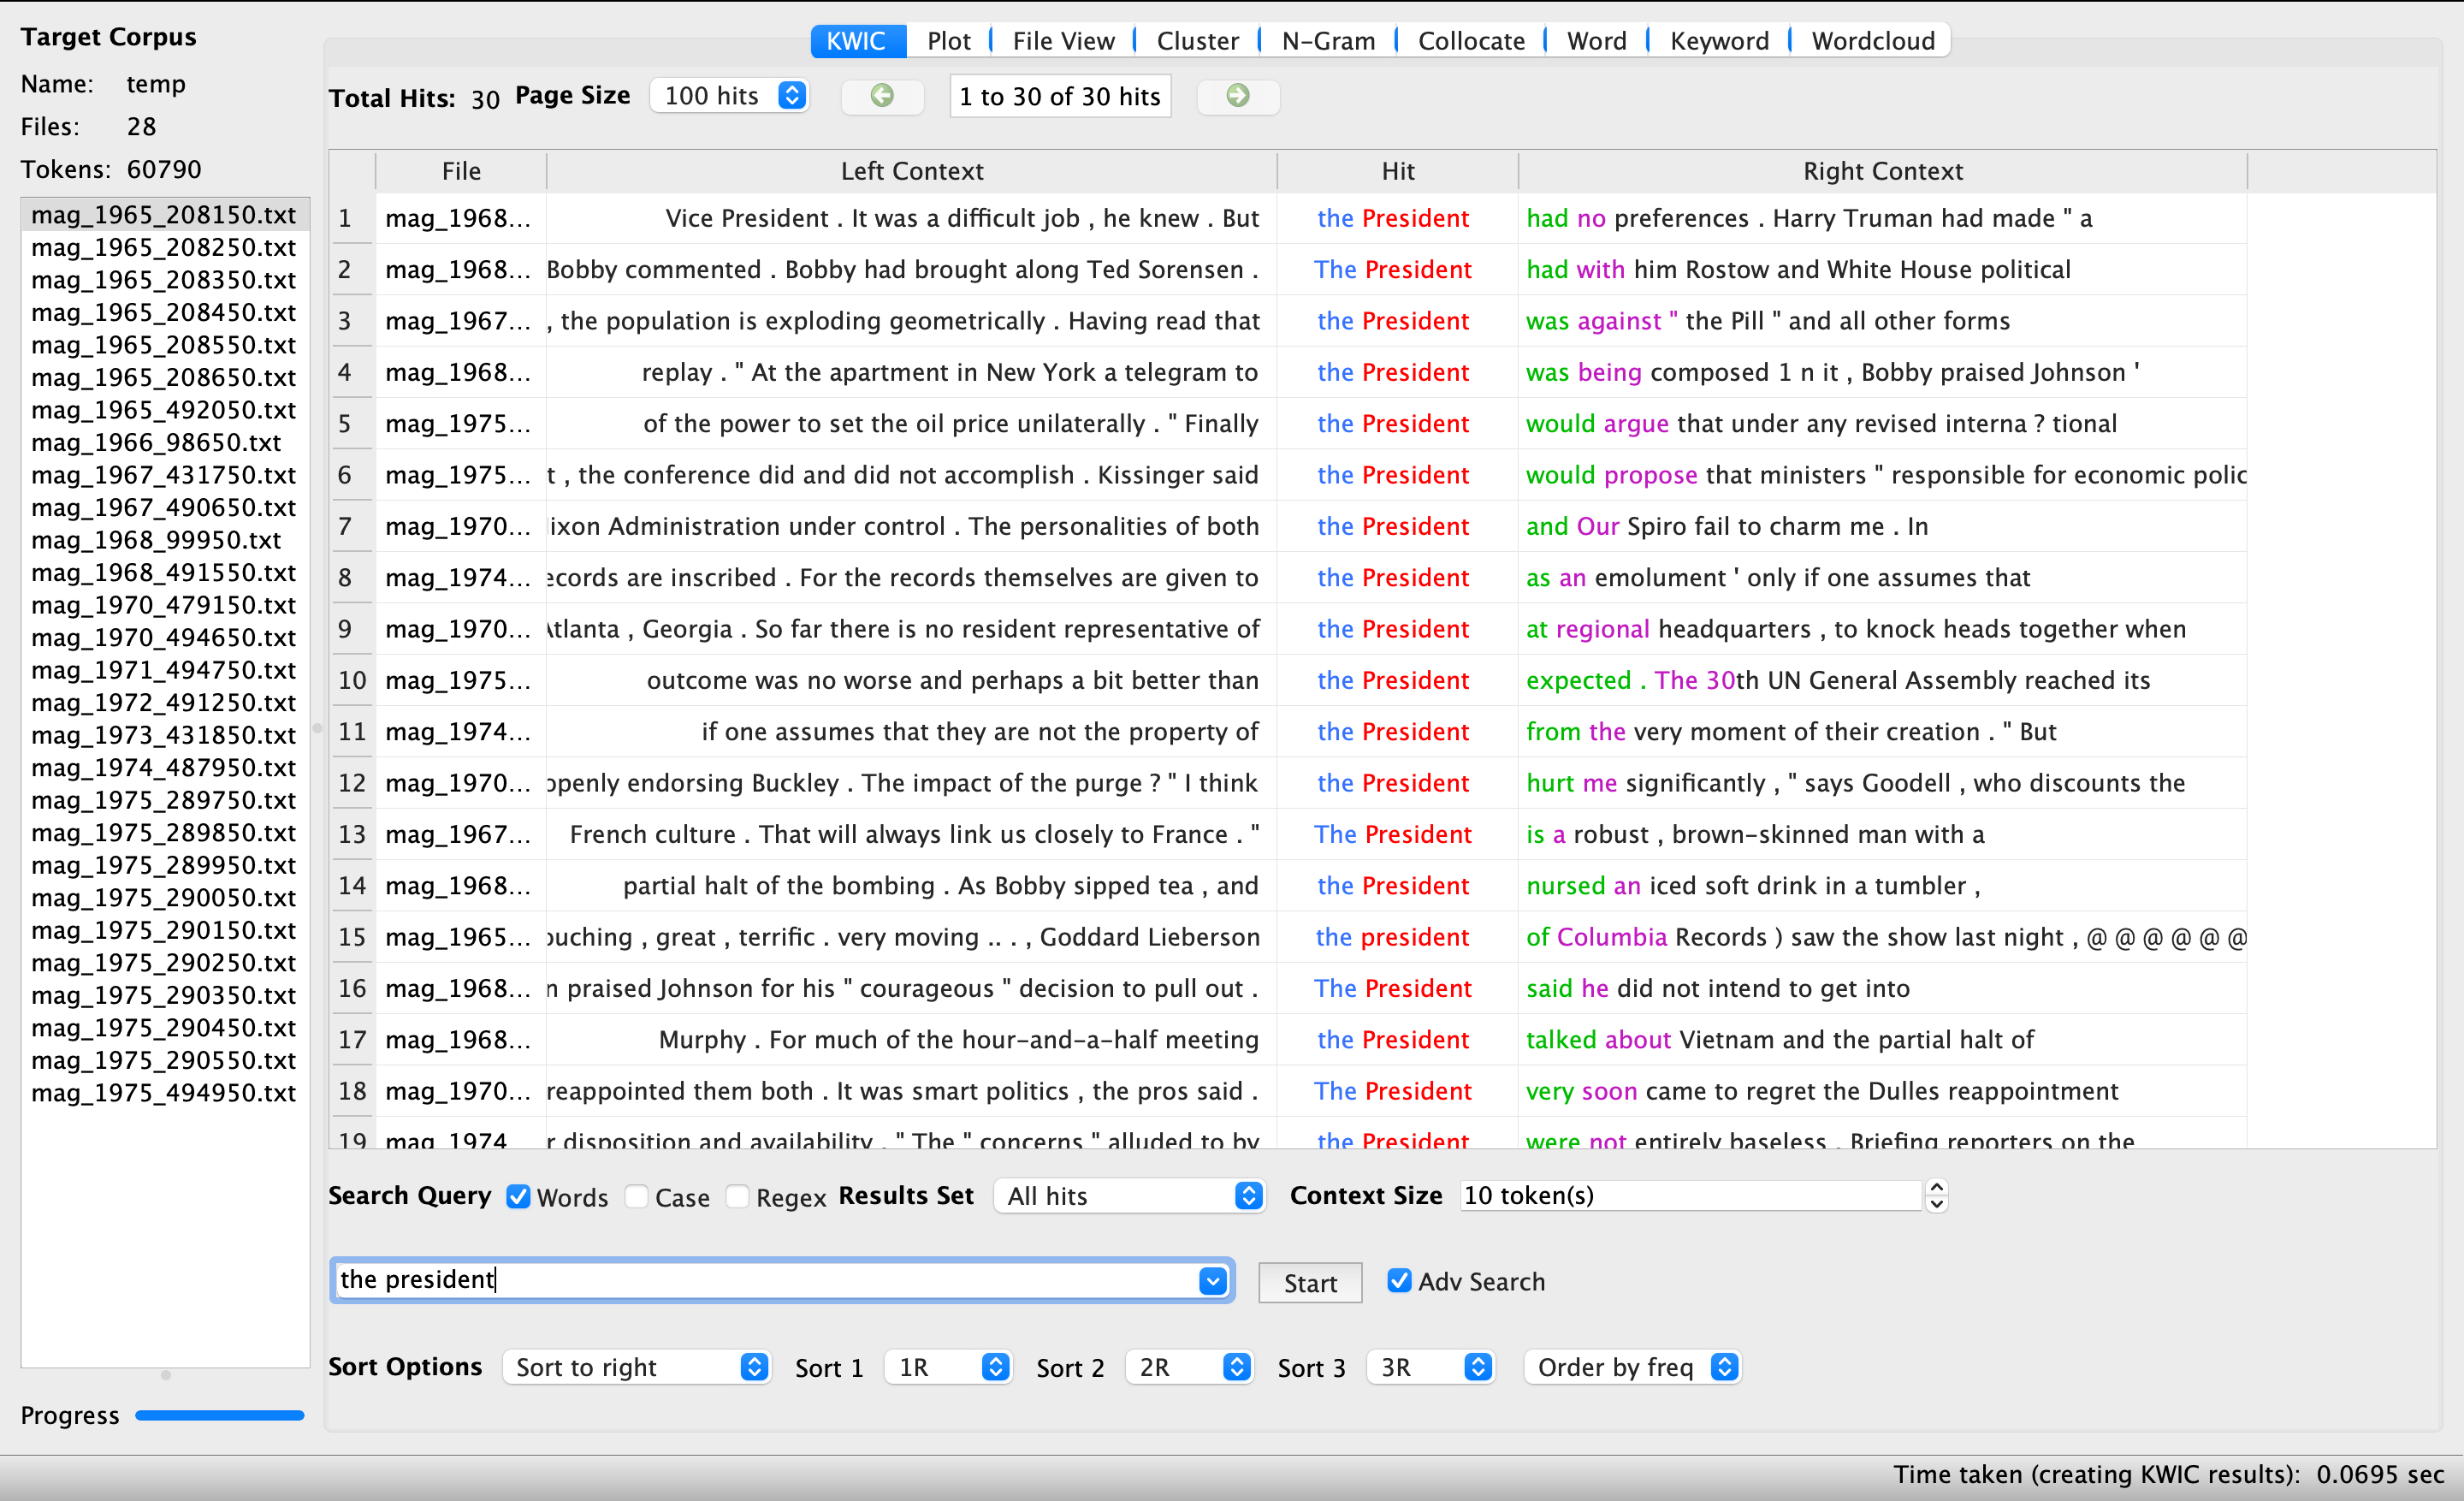 Target Corpus
Name: temp
Files: 28
Tokens: 60790
mag_1965_208150.txt
mag_1965_208250.txt
mag_1965_208350.txt
mag_1965_208450.txt
mag_1965_208550.txt
mag_1965_208650.txt
mag_1965_492050.txt
mag_1966_98650.txt
mag_1967_431750.txt
mag_1967_490650.txt
mag_1968_99950.txt
mag_1968_491550.txt
mag_1970_479150.txt
mag_1970_494650.txt
mag_1971_494750.txt
mag_1972_491250.txt
mag_1973_431850.txt
mag_1974_487950.txt
mag_1975_289750.txt
mag_1975_289850.txt
mag_1975_289950.txt
mag_1975_290050.txt
mag_1975_290150.txt
mag_1975_290250.txt
mag_1975_290350.txt
mag_1975_290450.txt
mag_1975_290550.txt
mag_1975_494950.txt
Progress
KWIC Plot File View Cluster N-Gram Collocate Word Keyword Wordcloud
Total Hits: 30 Page Size 100 hits 1 to 30 of 30 hits
File Left Context Hit Right Context
1 mag_1968... Vice President . It was a difficult job , he knew . But the President had no preferences . Harry Truman had made " a
2 mag_1968... Bobby commented . Bobby had brought along Ted Sorensen . The President had with him Rostow and White House political
3 mag_1967... , the population is exploding geometrically . Having read that the President was against " the Pill " and all other forms
4 mag_1968... replay . " At the apartment in New York a telegram to the President was being composed 1 n it , Bobby praised Johnson '
5 mag_1975... of the power to set the oil price unilaterally . " Finally the President would argue that under any revised interna ? tional
6 mag_1975... t , the conference did and did not accomplish . Kissinger said the President would propose that ministers " responsible for economic polic
7 mag_1970... ixon Administration under control . The personalities of both the President and Our Spiro fail to charm me . In
8 mag_1974... ecords are inscribed . For the records themselves are given to the President as an emolument ' only if one assumes that
9 mag_1970... Atlanta , Georgia . So far there is no resident representative of the President at regional headquarters , to knock heads together when
10 mag_1975... outcome was no worse and perhaps a bit better than the President expected . The 30th UN General Assembly reached its
11 mag_1974... if one assumes that they are not the property of the President from the very moment of their creation . " But
12 mag_1970... openly endorsing Buckley . The impact of the purge ? " I think the President hurt me significantly , " says Goodell , who discounts the
13 mag_1967... French culture . That will always link us closely to France . " The President is a robust , brown-skinned man with a
14 mag_1968... partial halt of the bombing . As Bobby sipped tea , and the President nursed an iced soft drink in a tumbler ,
15 mag_1965... ouching , great , terrific . very moving .. . , Goddard Lieberson the president of Columbia Records ) saw the show last night , @ @ @ @ @ @
16 mag_1968... n praised Johnson for his " courageous " decision to pull out . The President said he did not intend to get into
17 mag_1968... Murphy . For much of the hour-and-a-half meeting the President talked about Vietnam and the partial halt of
18 mag_1970... reappointed them both . It was smart politics , the pros said . The President very soon came to regret the Dulles reappointment
19 mag_1974 r disposition and availability . " The " concerns " alluded to by the President were not entirely baseless . Briefing reporters on the
Search Query Words Case Regex Results Set All hits Context Size 10 token(s)
the president Start Adv Search
Sort Options Sort to right Sort 1 1R Sort 2 2R Sort 3 3R Order by freq
Time taken (creating KWIC results): 0.0695 sec